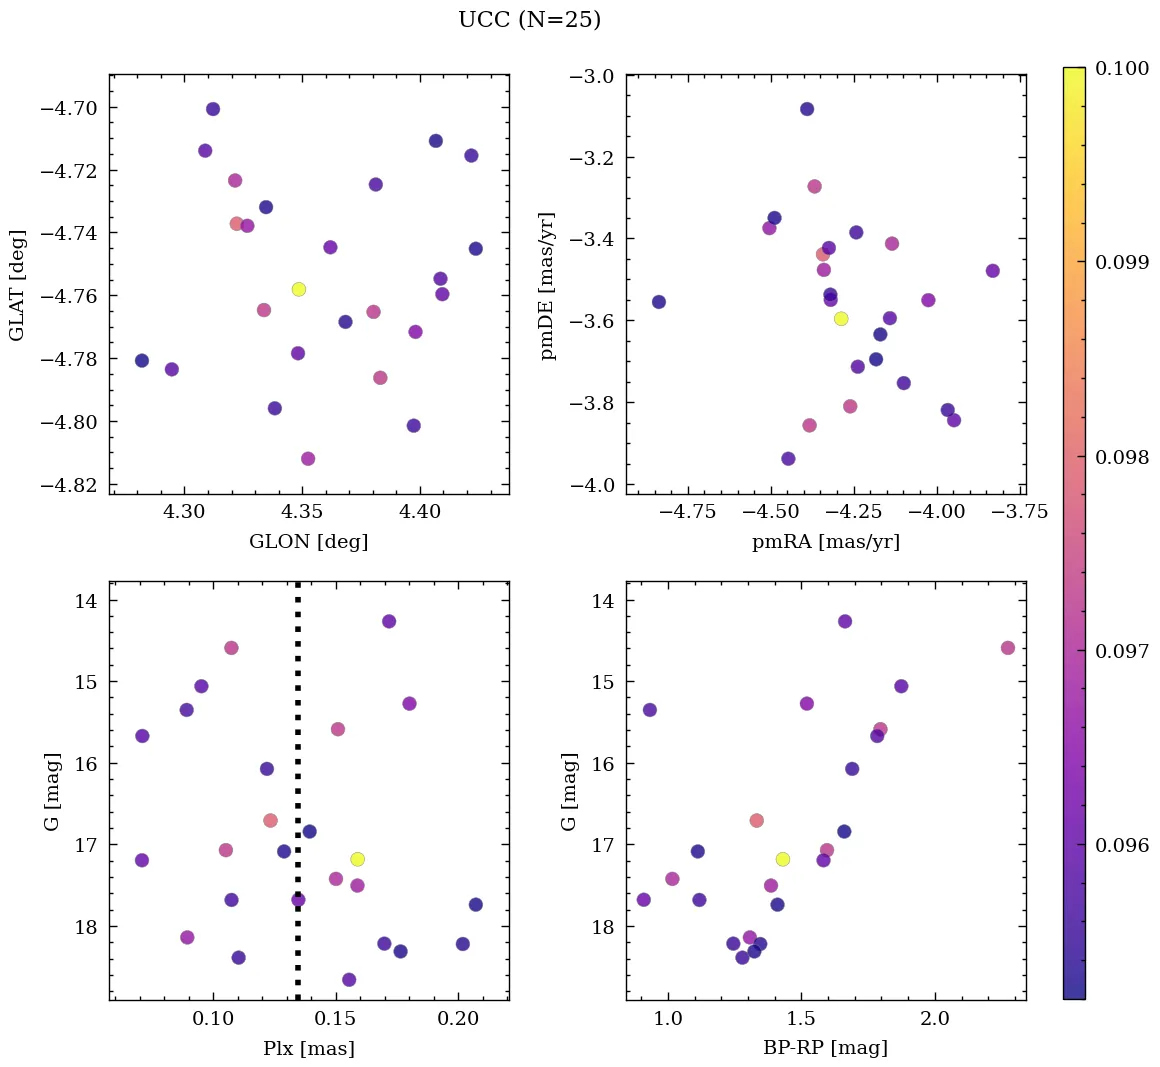 UCC (N=25)
−4.70
−4.72
−4.74
−4.76
−4.78
−4.80
−4.82
GLAT [deg]
4.30 4.35 4.40
GLON [deg]
−3.0
−3.2
−3.4
−3.6
−3.8
−4.0
pmDE [mas/yr]
−4.75 −4.50 −4.25 −4.00 −3.75
pmRA [mas/yr]
14
15
16
17
18
G [mag]
0.10 0.15 0.20
Plx [mas]
14
15
16
17
18
G [mag]
1.0 1.5 2.0
BP-RP [mag]
0.100
0.099
0.098
0.097
0.096